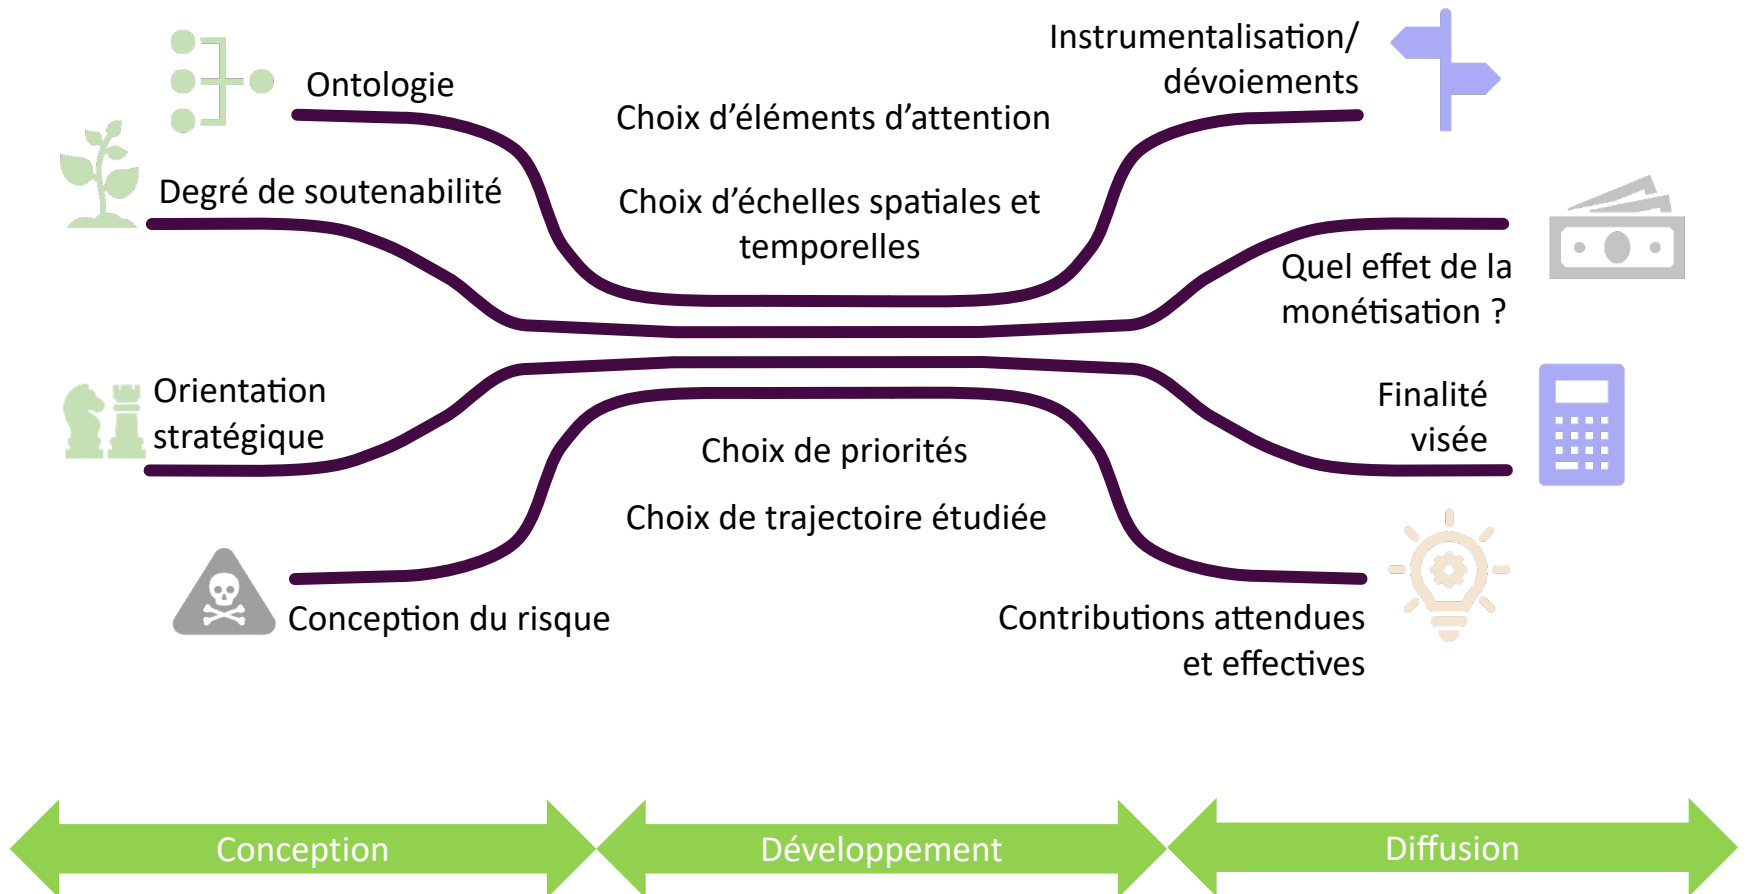 Ontologie
Degré de soutenabilité
Orientation
stratégique
Conception du risque
Choix d’éléments d’attention
Choix d’échelles spatiales et
temporelles
Choix de priorités
Choix de trajectoire étudiée
Instrumentalisation/
dévoiements
Quel effet de la
monétisation ?
Finalité
visée
Contributions attendues
et effectives
Conception
Développement
Diffusion